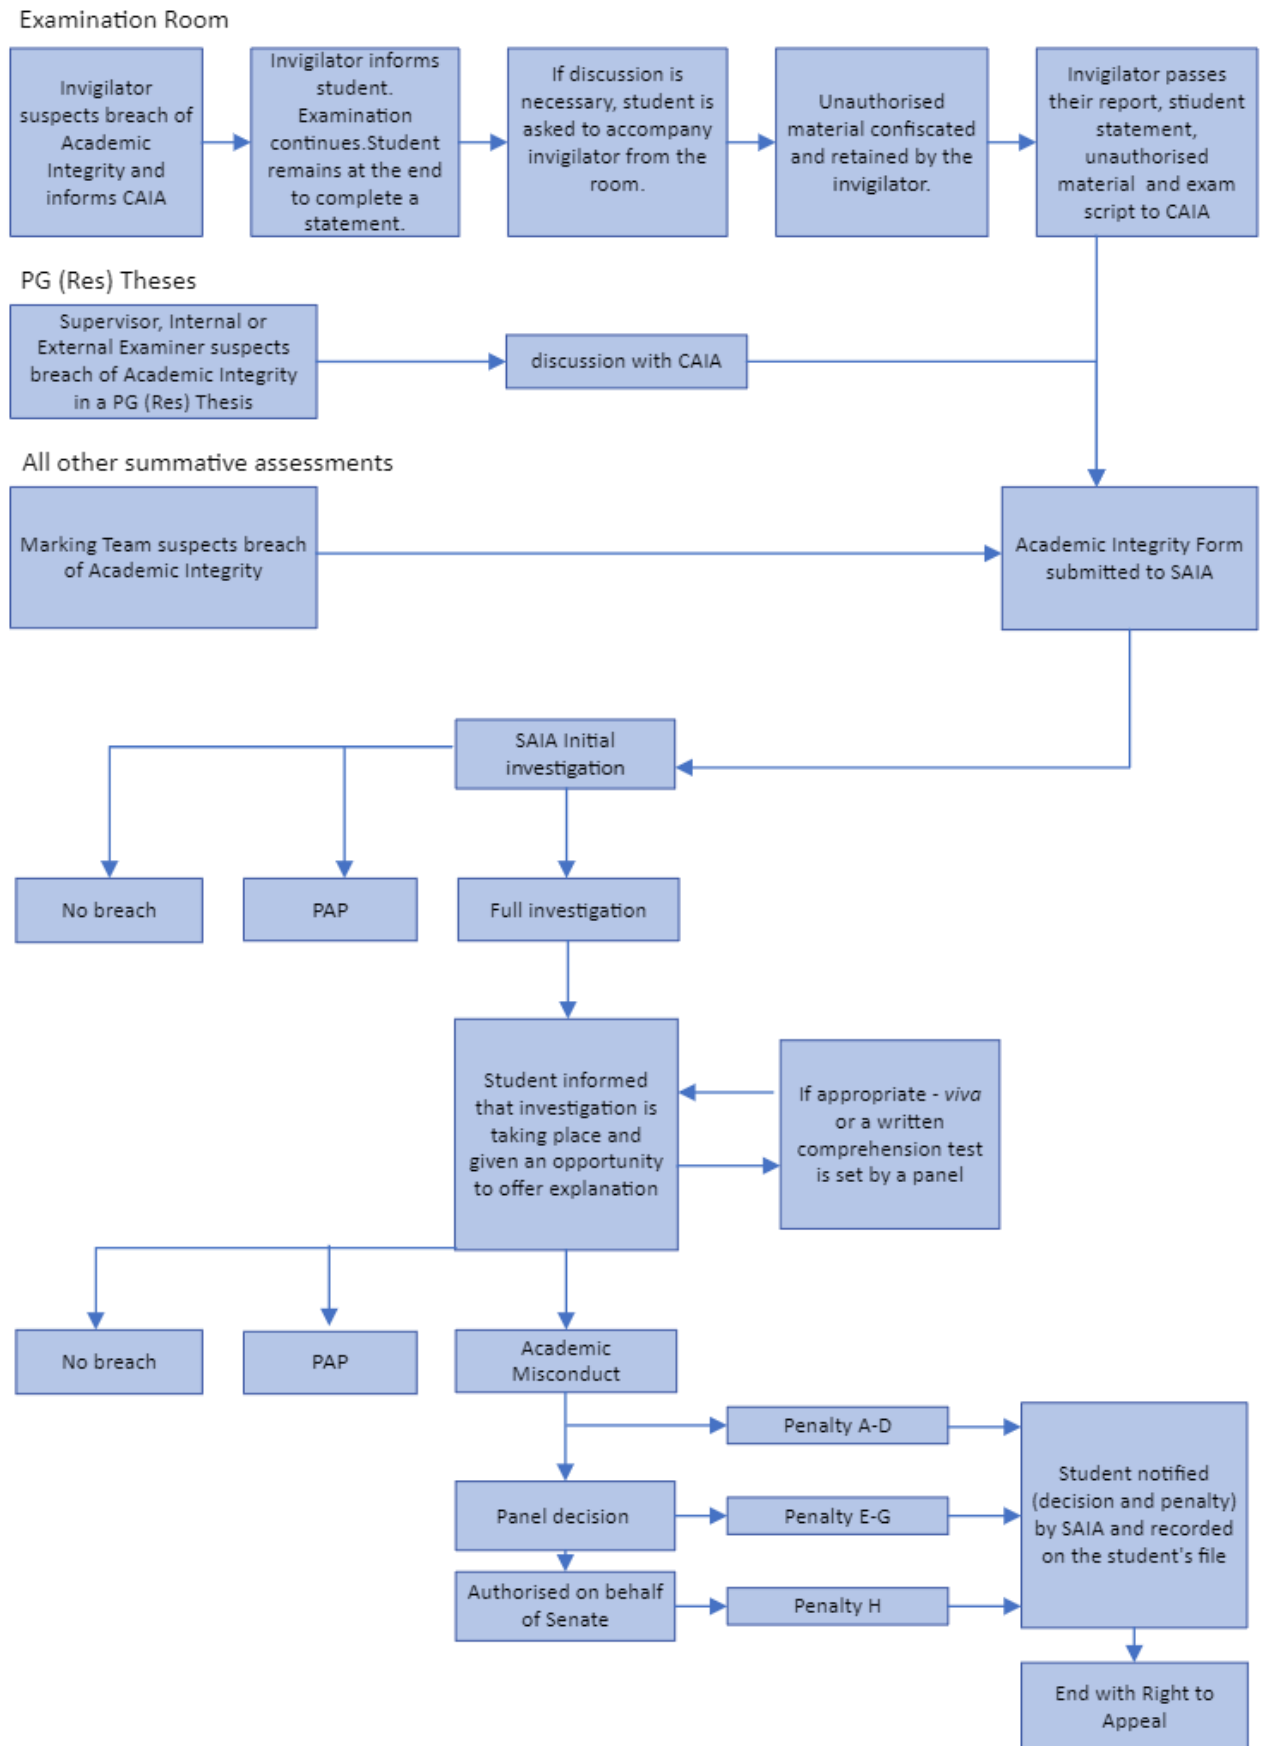 Examination Room
Invigilator
suspects breach of
Academic
Integrity and
informs CAIA
Invigilator informs
student.
Examination
continues.Student
remains at the end
to complete a
statement.
If discussion is
necessary, student is
asked to accompany
invigilator from the
room.
Unauthorised
material confiscated
and retained by the
invigilator.
Invigilator passes
their report, stiudent
statement,
unauthorised
material and exam
script to CAIA
PG (Res) Theses
Supervisor, Internal or
External Examiner suspects
breach of Academic Integrity
in a PG (Res) Thesis
discussion with CAIA
All other summative assessments
Marking Team suspects breach
of Academic Integrity
Academic Integrity Form
submitted to SAIA
SAIA Initial
investigation
No breach
PAP
Full investigation
Student informed
that investigation is
taking place and
given an opportunity
to offer explanation
If appropriate - viva
or a written
comprehension test
is set by a panel
No breach
PAP
Academic
Misconduct
Penalty A-D
Panel decision
Penalty E-G
Authorised on behalf
of Senate
Penalty H
Student notified
(decision and penalty)
by SAIA and recorded
on the student's file
End with Right to
Appeal